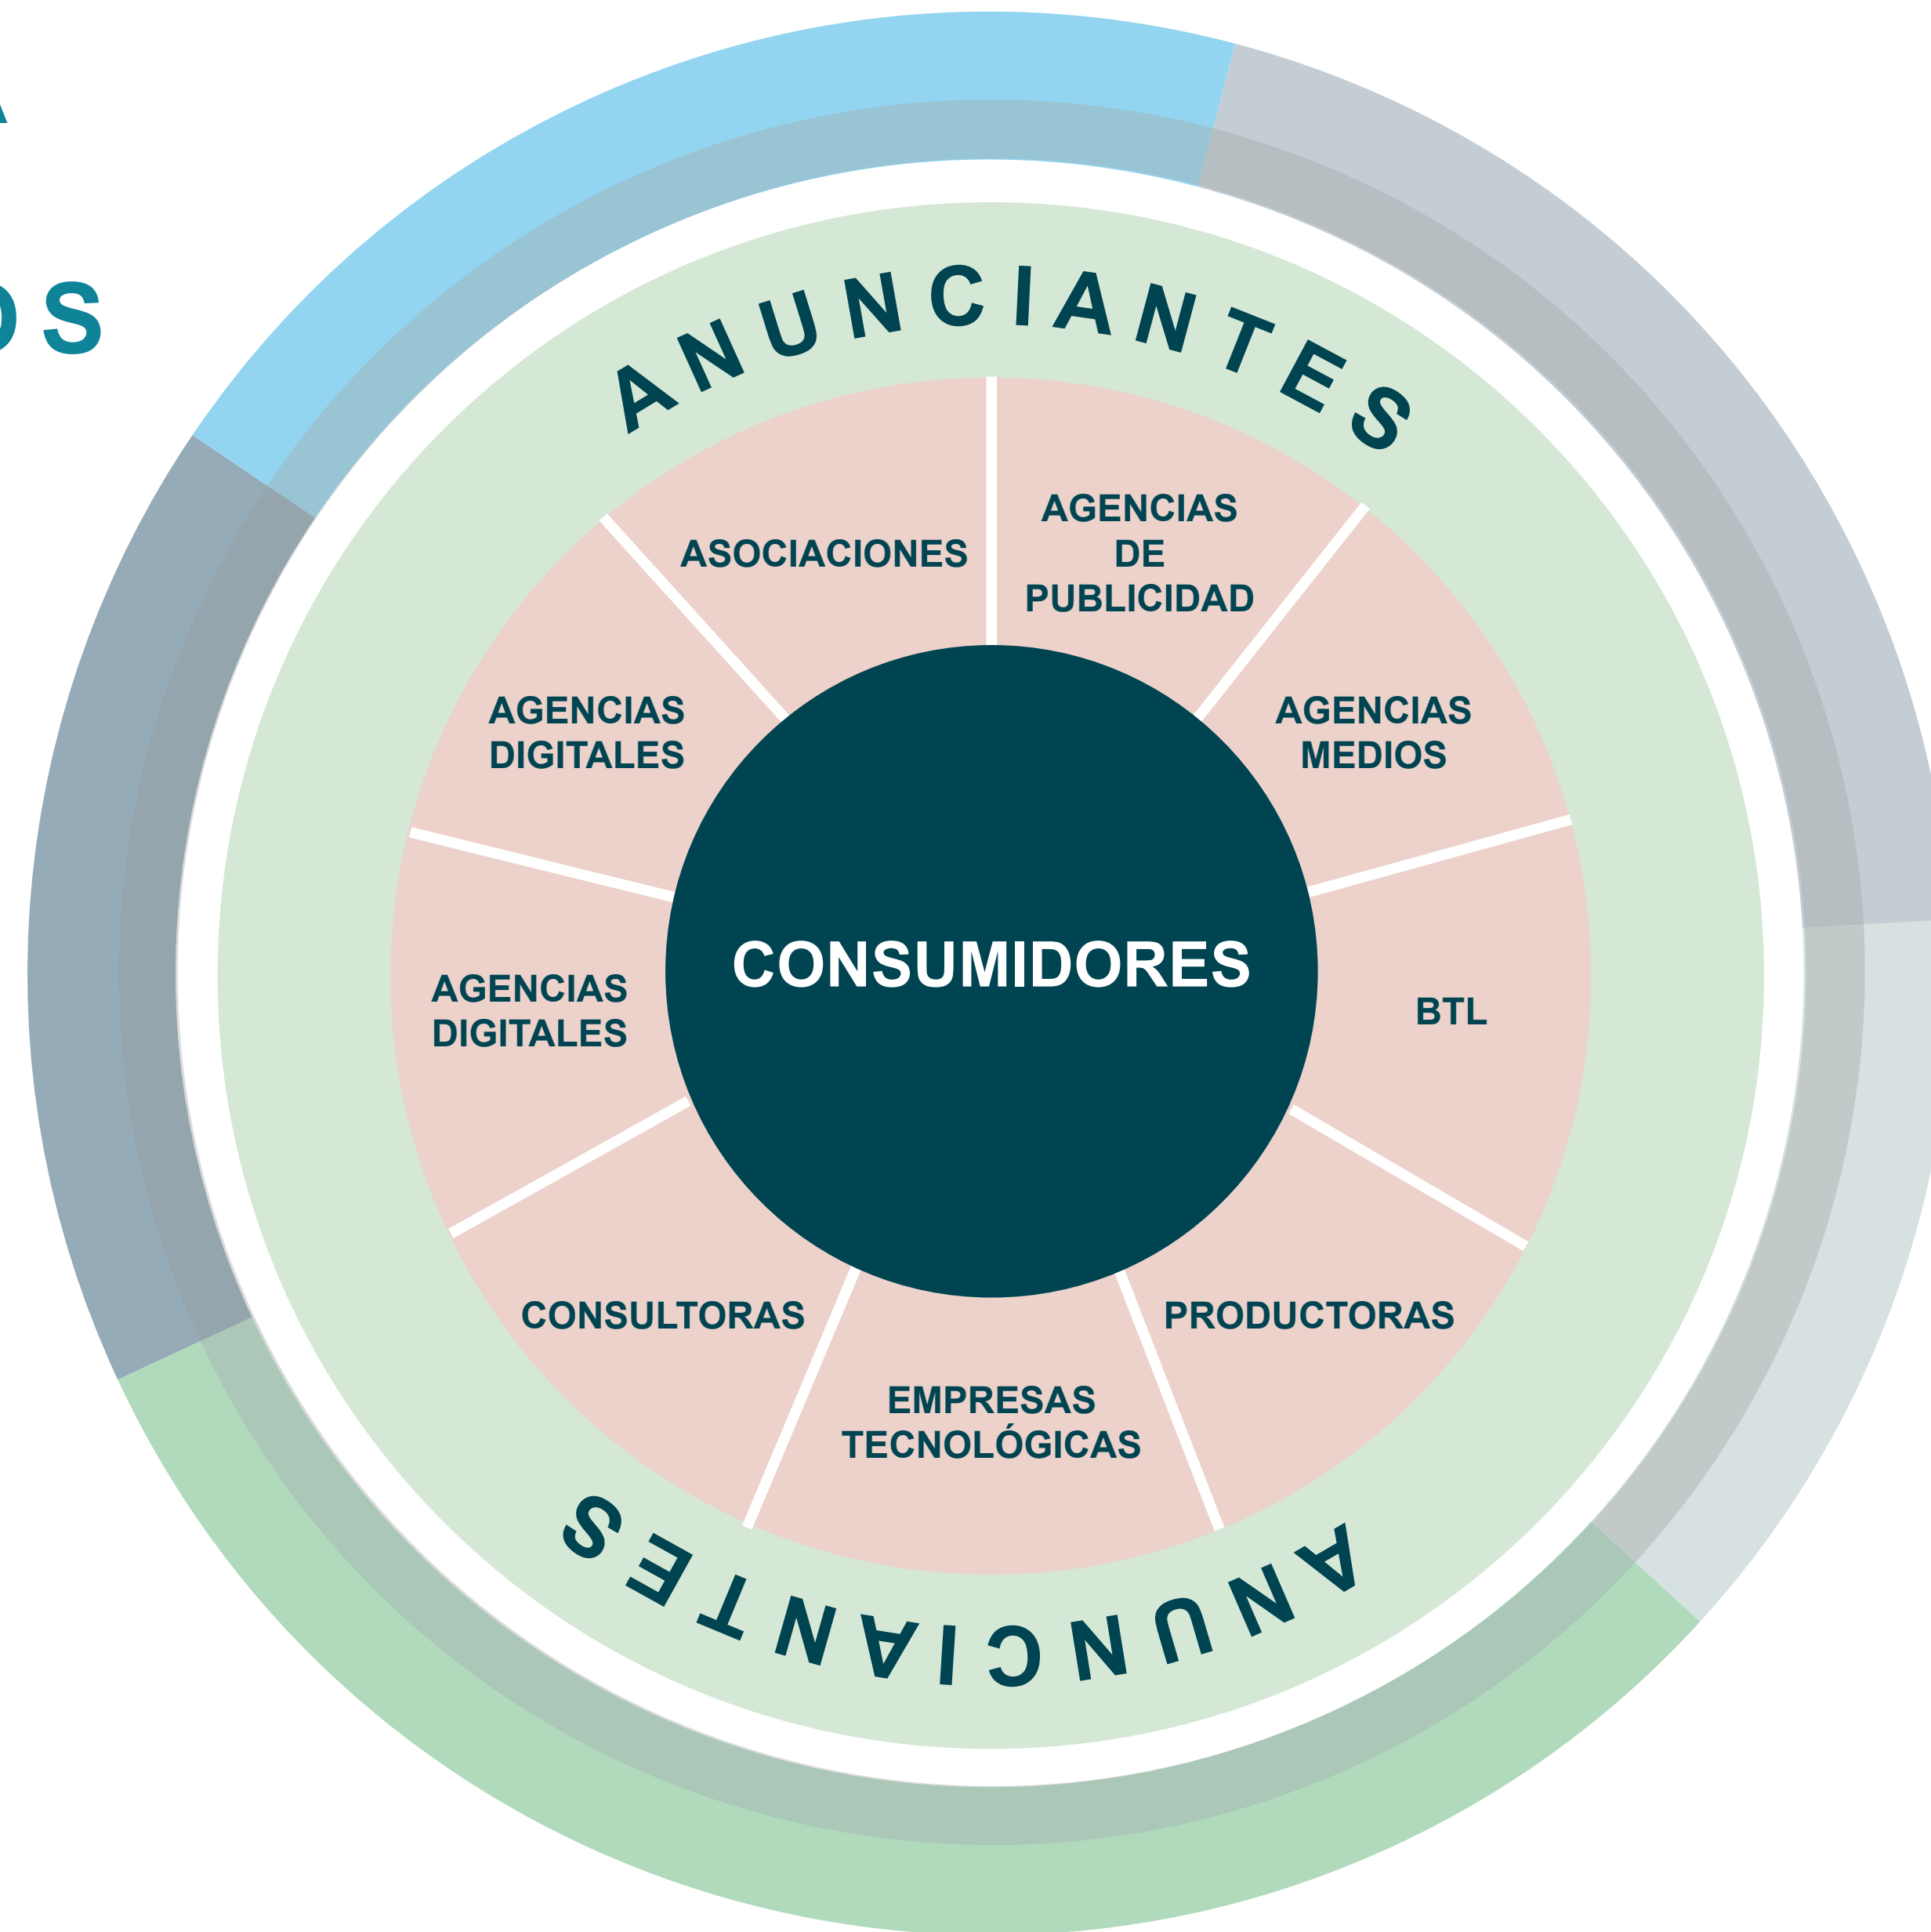 ANUNCIANTES
AGENCIAS
DE
PUBLICIDAD
AGENCIAS
MEDIOS
BTL
PRODUCTORAS
EMPRESAS
TECNOLÓGICAS
CONSULTORAS
AGENCIAS
DIGITALES
AGENCIAS
DIGITALES
ASOCIACIONES
CONSUMIDORES
ANUNCIANTES